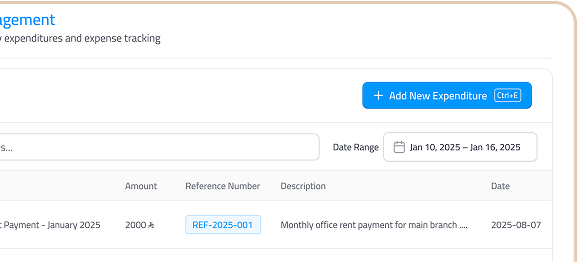 agement
expenditures and expense tracking
Add New Expenditure Ctrl+E
s... Date Range Jan 10, 2025 – Jan 16, 2025
Amount Reference Number Description Date
t Payment - January 2025 2000 REF-2025-001 Monthly office rent payment for main branch .... 2025-08-07